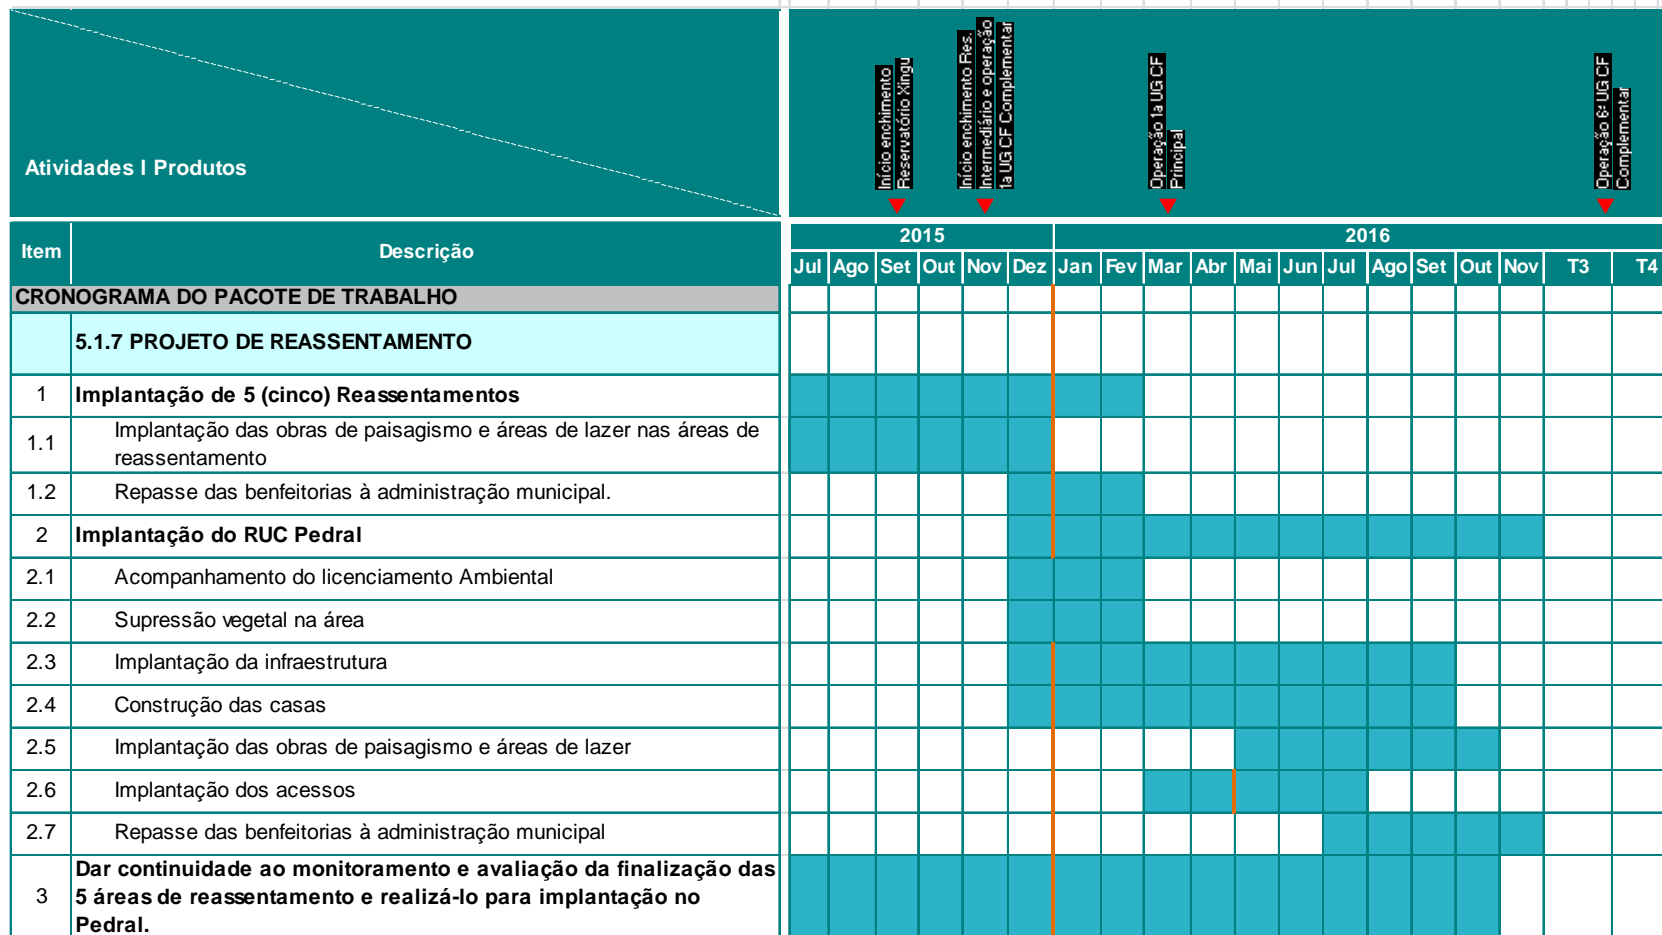 Início enchimento
Reservatório Xingu
Início enchimento Res.
Intermediário e operação
1a UG CF Complementar
Operação 1a UG CF
Principal
Operação 6ª UG CF
Complementar
Atividades I Produtos
Item
Descrição
2015
2016
Jul Ago Set Out Nov Dez Jan Fev Mar Abr Mai Jun Jul Ago Set Out Nov T3 T4
CRONOGRAMA DO PACOTE DE TRABALHO
5.1.7 PROJETO DE REASSENTAMENTO
1 Implantação de 5 (cinco) Reassentamentos
1.1 Implantação das obras de paisagismo e áreas de lazer nas áreas de
reassentamento
1.2 Repasse das benfeitorias à administração municipal.
2 Implantação do RUC Pedral
2.1 Acompanhamento do licenciamento Ambiental
2.2 Supressão vegetal na área
2.3 Implantação da infraestrutura
2.4 Construção das casas
2.5 Implantação das obras de paisagismo e áreas de lazer
2.6 Implantação dos acessos
2.7 Repasse das benfeitorias à administração municipal
Dar continuidade ao monitoramento e avaliação da finalização das
3 5 áreas de reassentamento e realizá-lo para implantação no
Pedral.